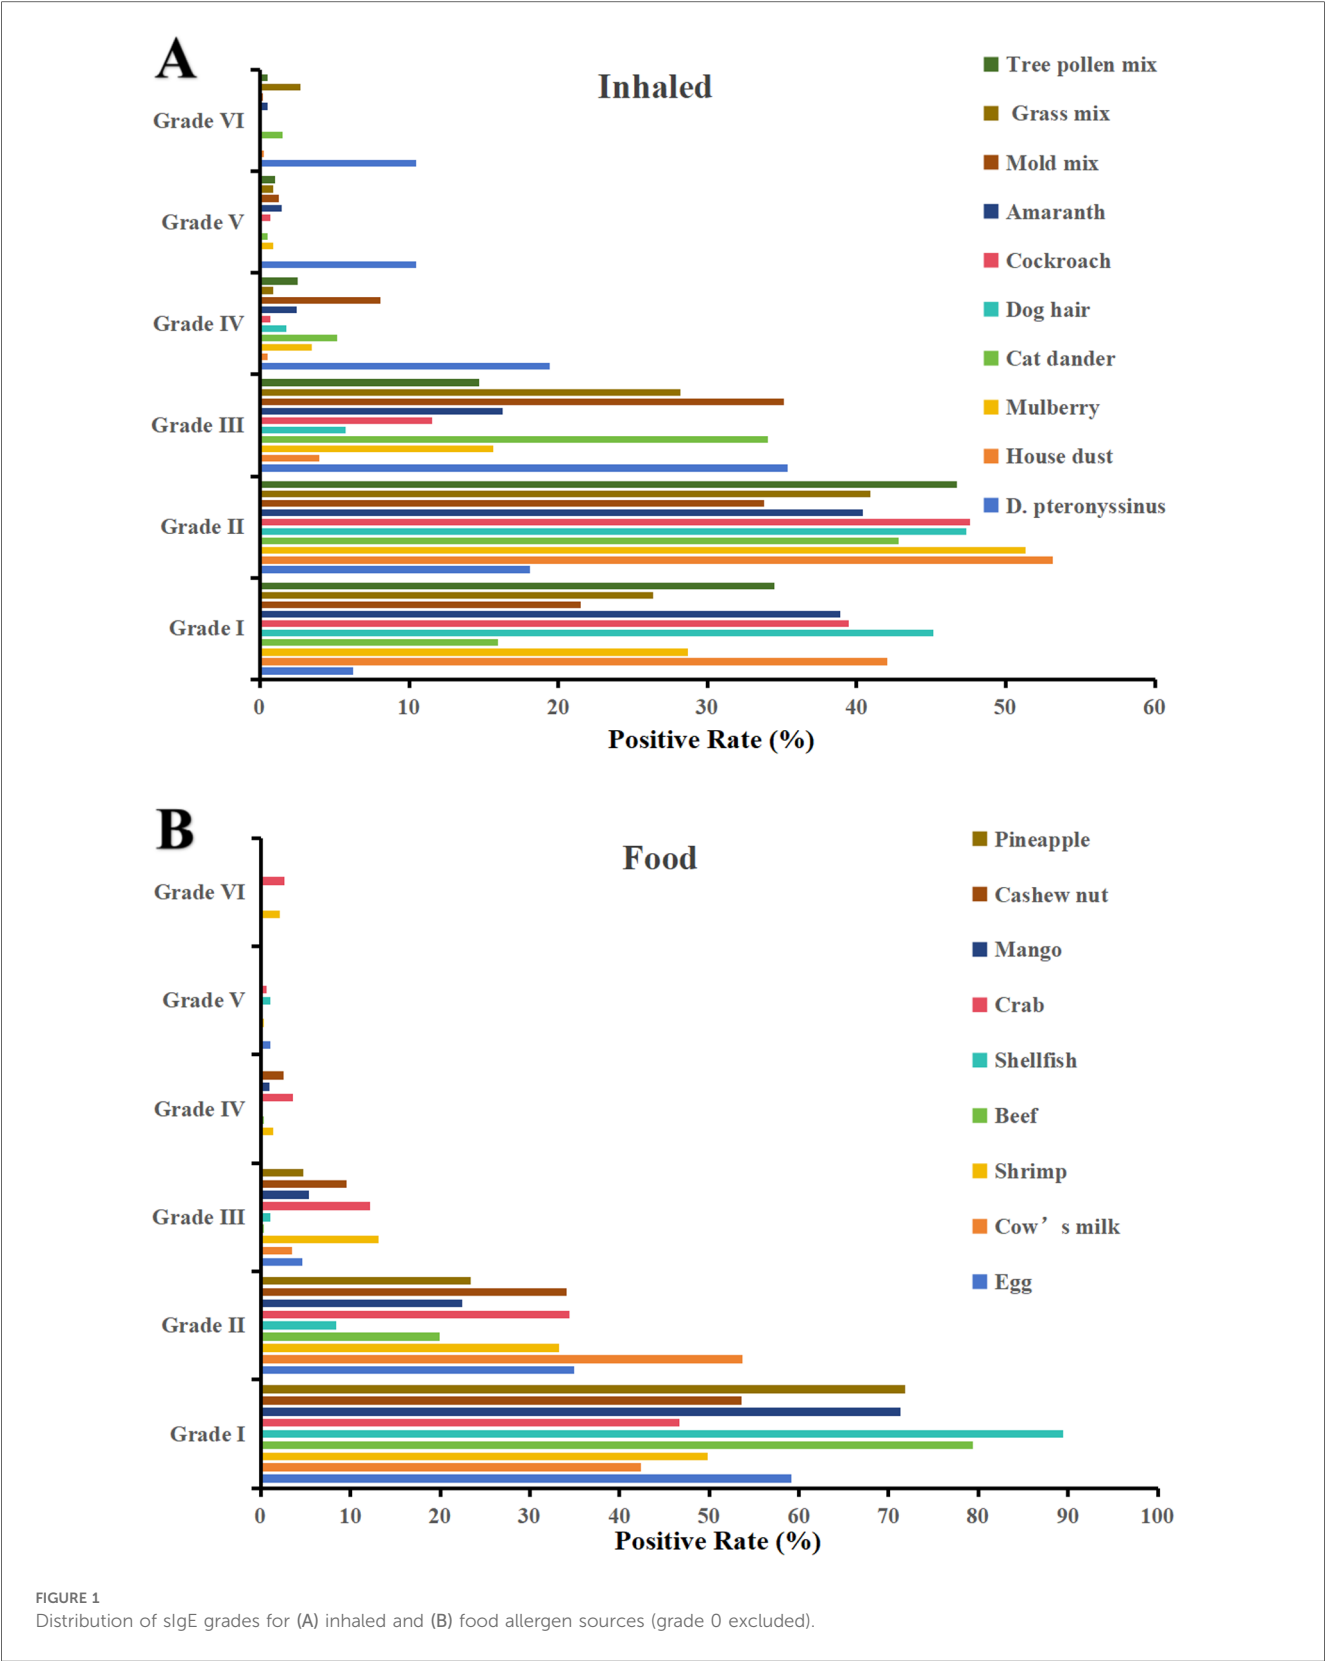 A
Inhaled
Grade VI
Grade V
Grade IV
Grade III
Grade II
Grade I
Tree pollen mix
Grass mix
Mold mix
Amaranth
Cockroach
Dog hair
Cat dander
Mulberry
House dust
D. pteronyssinus
0 10 20 30 40 50 60
Positive Rate (%)
B
Food
Grade VI
Grade V
Grade IV
Grade III
Grade II
Grade I
Pineapple
Cashew nut
Mango
Crab
Shellfish
Beef
Shrimp
Cow’s milk
Egg
0 10 20 30 40 50 60 70 80 90 100
Positive Rate (%)
FIGURE 1
Distribution of sIgE grades for (A) inhaled and (B) food allergen sources (grade 0 excluded).